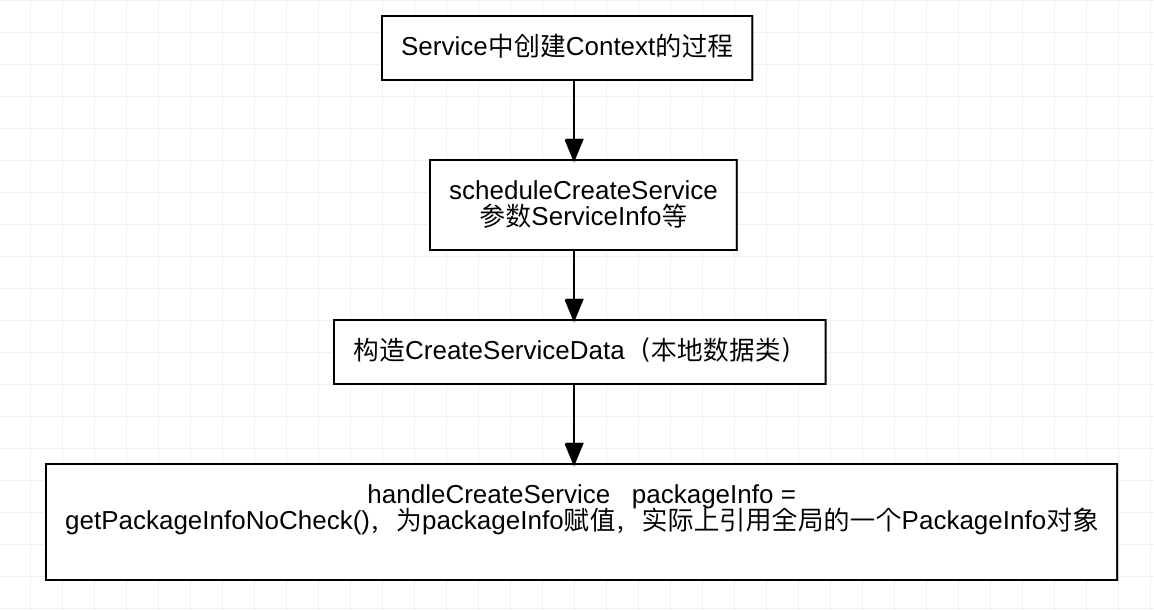 Service中创建Context的过程
scheduleCreateService
参数ServiceInfo等
构造CreateServiceData（本地数据类）
handleCreateService   packageInfo =
getPackageInfoNoCheck()，为packageInfo赋值，实际上引用全局的一个PackageInfo对象